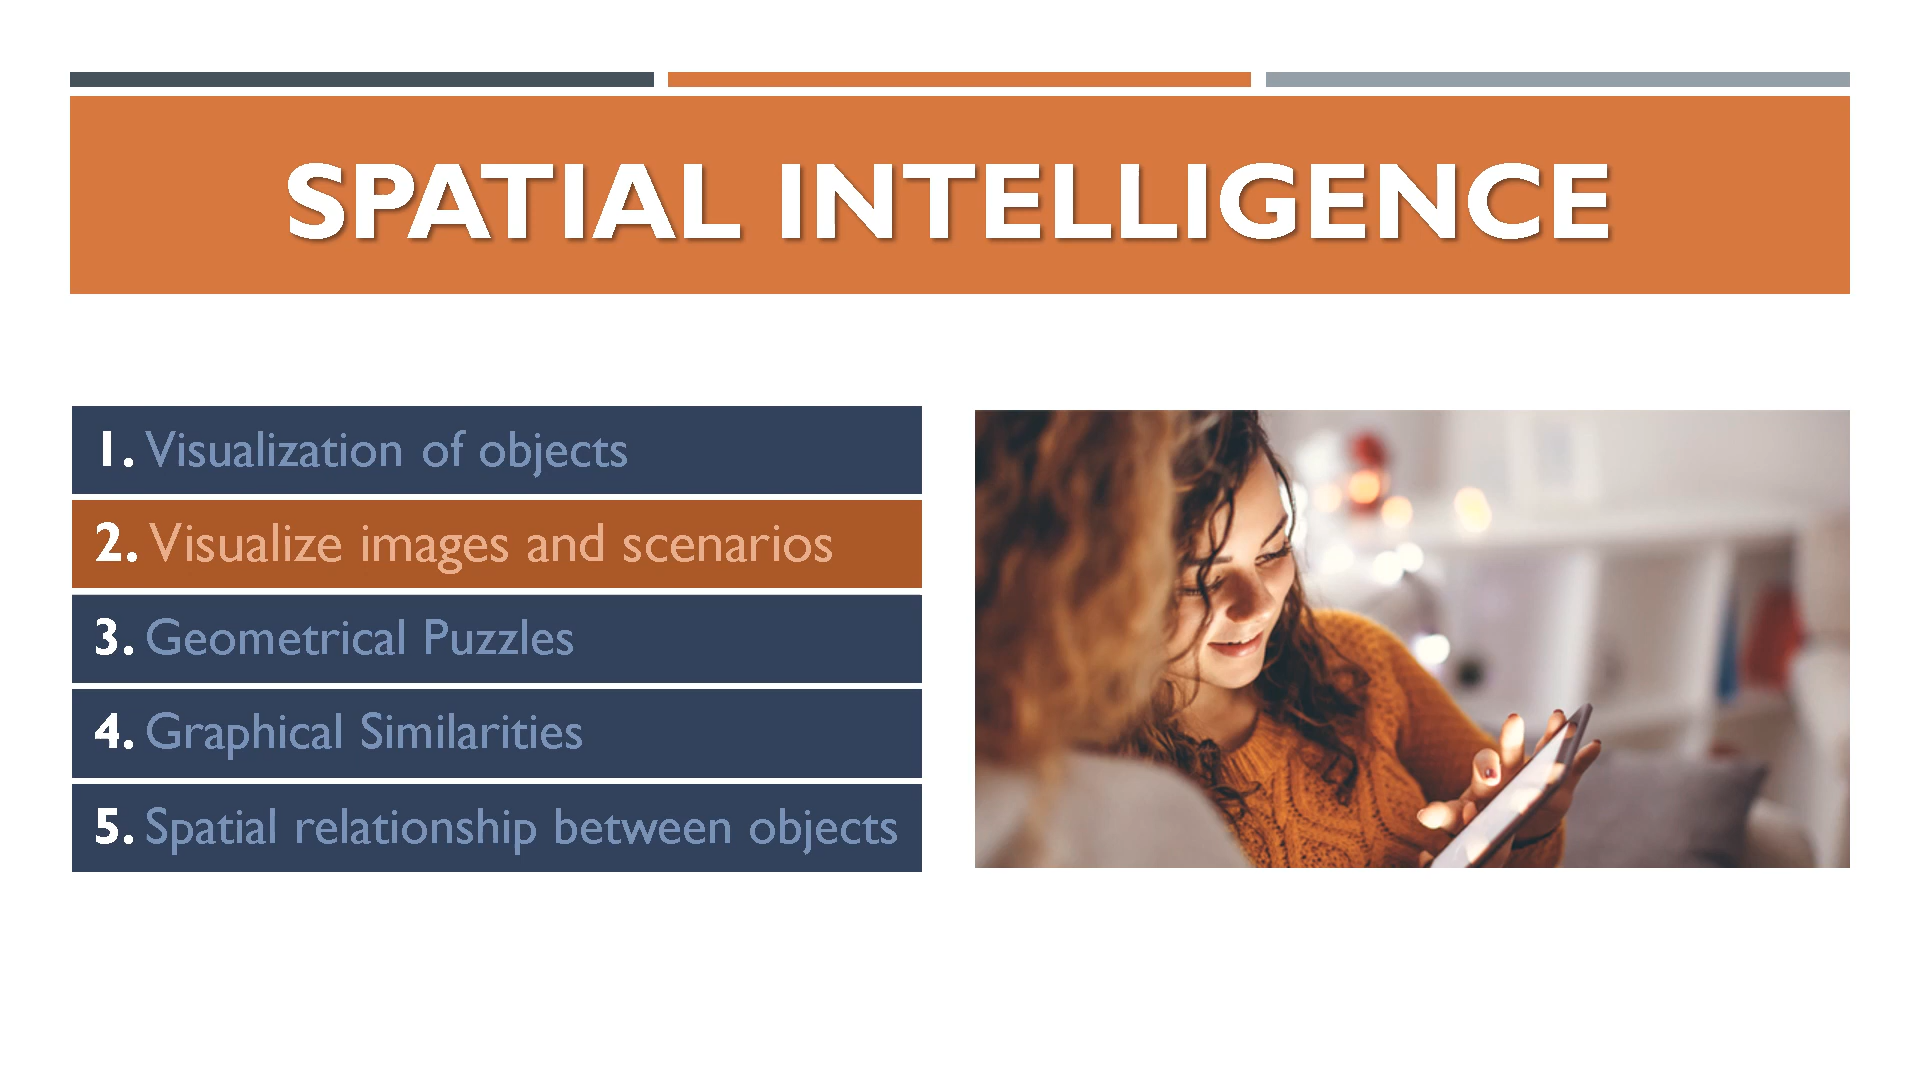 SPATIAL INTELLIGENCE
1. Visualization of objects
2. Visualize images and scenarios
3. Geometrical Puzzles
4. Graphical Similarities
5. Spatial relationship between objects